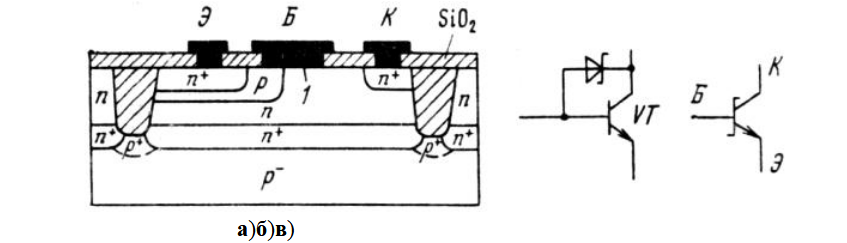 Э Б К SiO₂
n⁺ p 1 n⁺
n n n
n⁺ p⁺ n⁺ p⁺ n⁺
p⁻
VT
Б К Э
а)б)в)